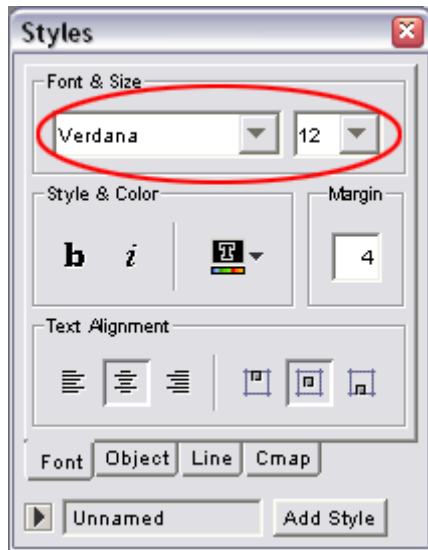 Styles
Font & Size
Verdana 12
Style & Color Margin
b i T 4
Text Alignment
Font Object Line Cmap
Unnamed Add Style